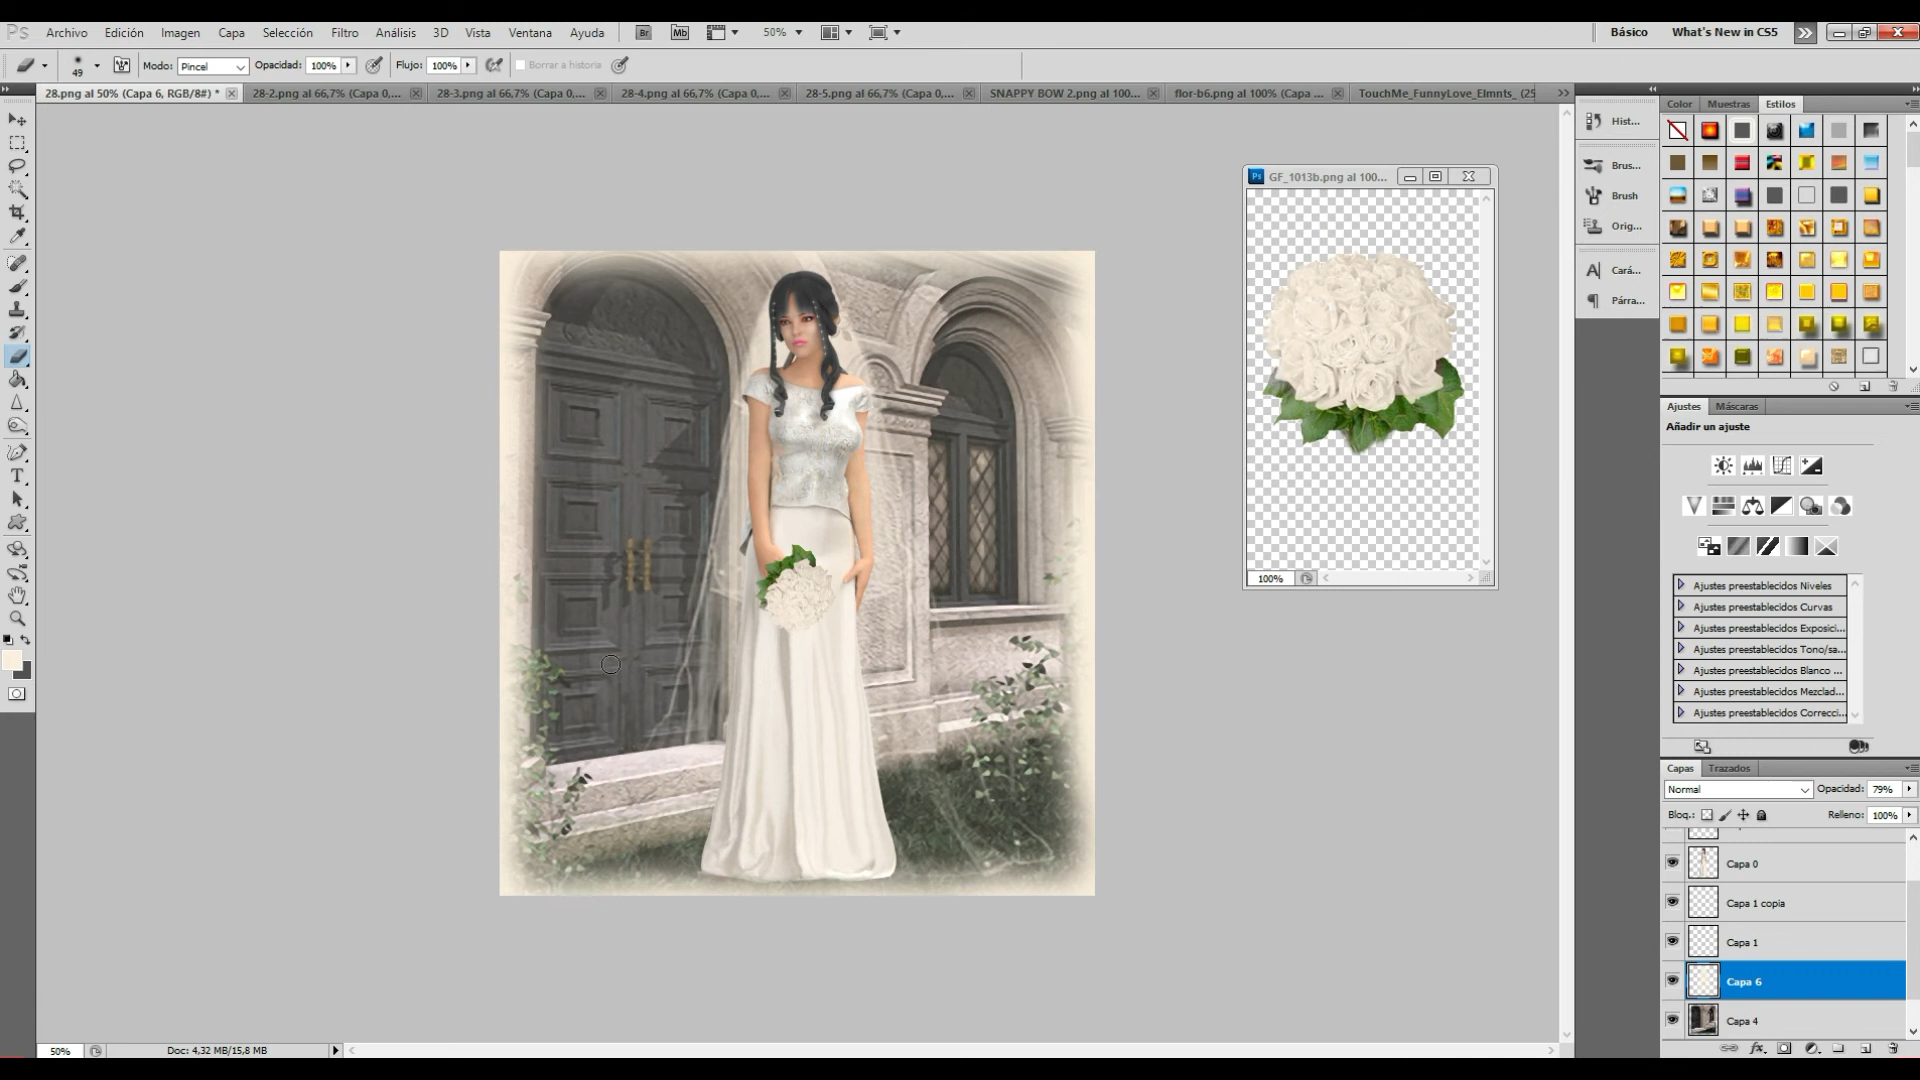 Ps Archivo Edición Imagen Capa Selección Filtro Análisis 3D Vista Ventana Ayuda Br Mb 50% Básico What's New in CS5
49 Modo: Pincel Opacidad: 100% Flujo: 100% Borrar a historia
28.png al 50% (Capa 6, RGB/8#) * 28-2.png al 66,7% (Capa 0,... 28-3.png al 66,7% (Capa 0,... 28-4.png al 66,7% (Capa 0,... 28-5.png al 66,7% (Capa 0,... SNAPPY BOW 2.png al 100... flor-b6.png al 100% (Capa ... TouchMe_FunnyLove_Elmnts_ (25
Hist...
Brus...
Brush
Orig...
Cará...
Párra...
Color Muestras Estilos
Ps GF_1013b.png al 100...
100%
Ajustes Máscaras
Añadir un ajuste
Ajustes preestablecidos Niveles
Ajustes preestablecidos Curvas
Ajustes preestablecidos Exposici...
Ajustes preestablecidos Tono/sa...
Ajustes preestablecidos Blanco ...
Ajustes preestablecidos Mezclad...
Ajustes preestablecidos Correcci...
Capas Trazados
Normal Opacidad: 79%
Bloq.: Relleno: 100%
Capa 0
Capa 1 copia
Capa 1
Capa 6
Capa 4
fx
50% Doc: 4,32 MB/15,8 MB